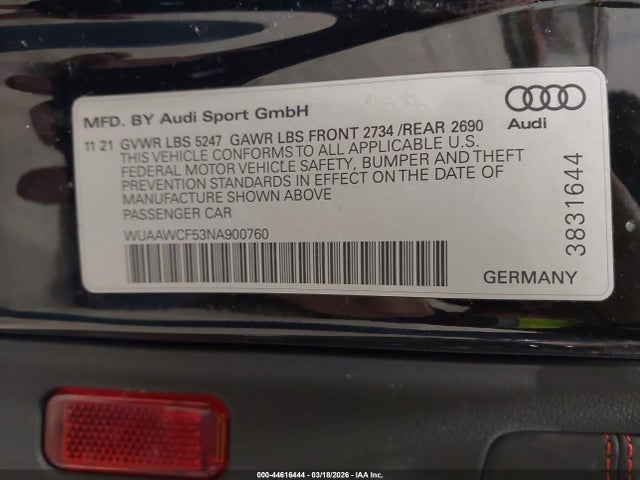 MFD. BY Audi Sport GmbH
Audi
11 21 GVWR LBS 5247 GAWR LBS FRONT 2734 /REAR 2690
THIS VEHICLE CONFORMS TO ALL APPLICABLE U.S.
FEDERAL MOTOR VEHICLE SAFETY, BUMPER AND THEFT
PREVENTION STANDARDS IN EFFECT ON THE DATE OF
MANUFACTURE SHOWN ABOVE
PASSENGER CAR
WUAAWCF53NA900760
3831644
GERMANY
000-44616444 - 03/18/2026 - IAA Inc.